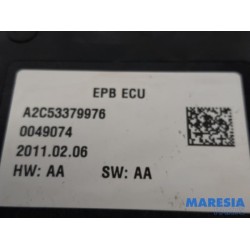 EPB ECU
A2C53379976
0049074
2011.02.06
HW: AA SW: AA
MARESIA